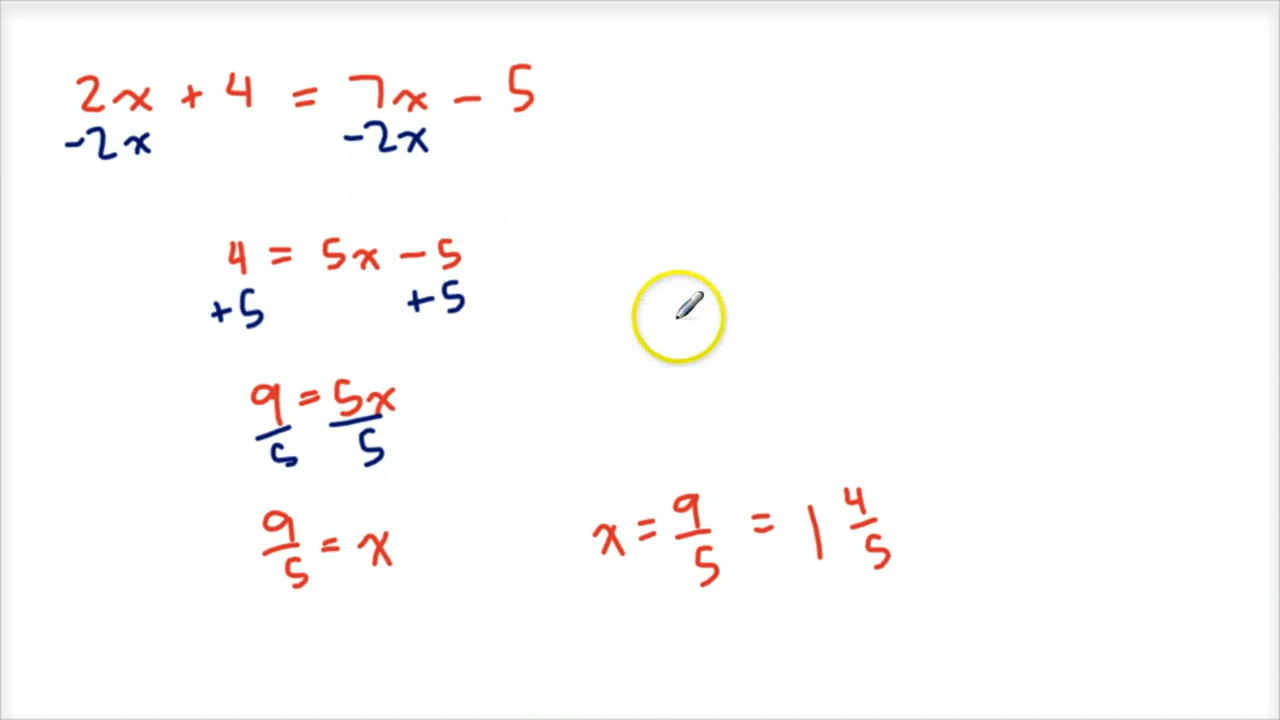 2x + 4 = 7x - 5
-2x -2x
4 = 5x - 5
+5 +5
9 = 5x
5 5
9/5 = x
x = 9/5 = 1 4/5